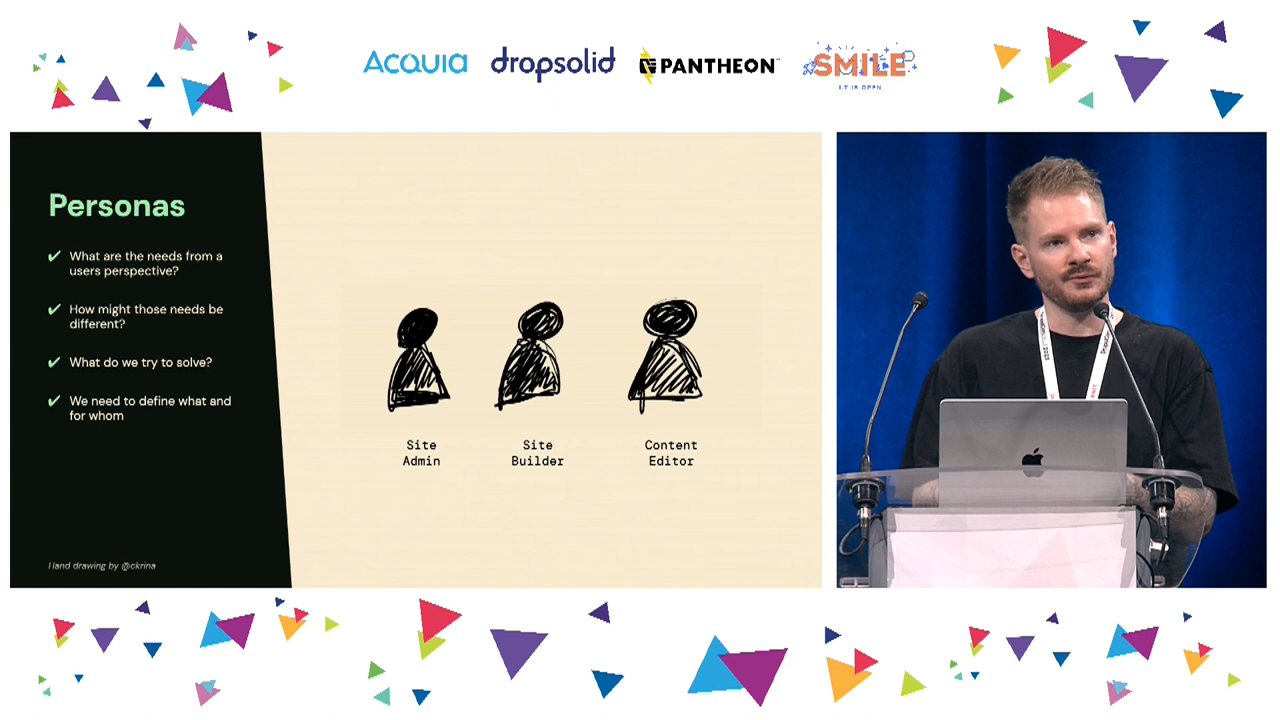 ACQUIA
dropsolid
PANTHEON
SMILE
I.T IS OPEN
Personas
✔ What are the needs from a
users perspective?
✔ How might those needs be
different?
✔ What do we try to solve?
✔ We need to define what and
for whom
Site
Admin
Site
Builder
Content
Editor
Hand drawing by @ckrina